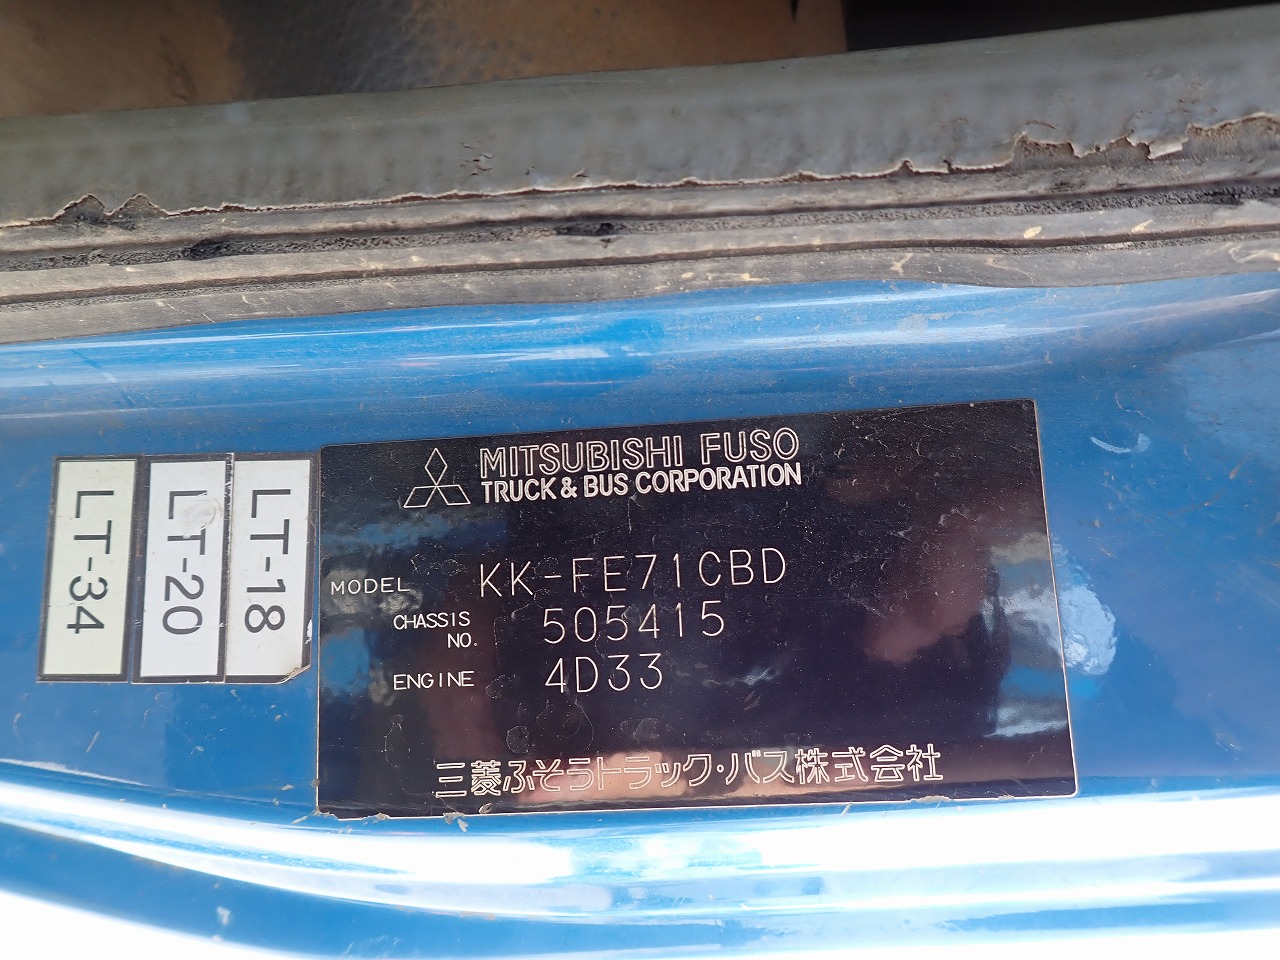 MITSUBISHI FUSO
TRUCK & BUS CORPORATION
MODEL KK-FE71CBD
CHASSIS NO. 505415
ENGINE 4D33
三菱ふそうトラック・バス株式会社
LT-34
LT-20
LT-18